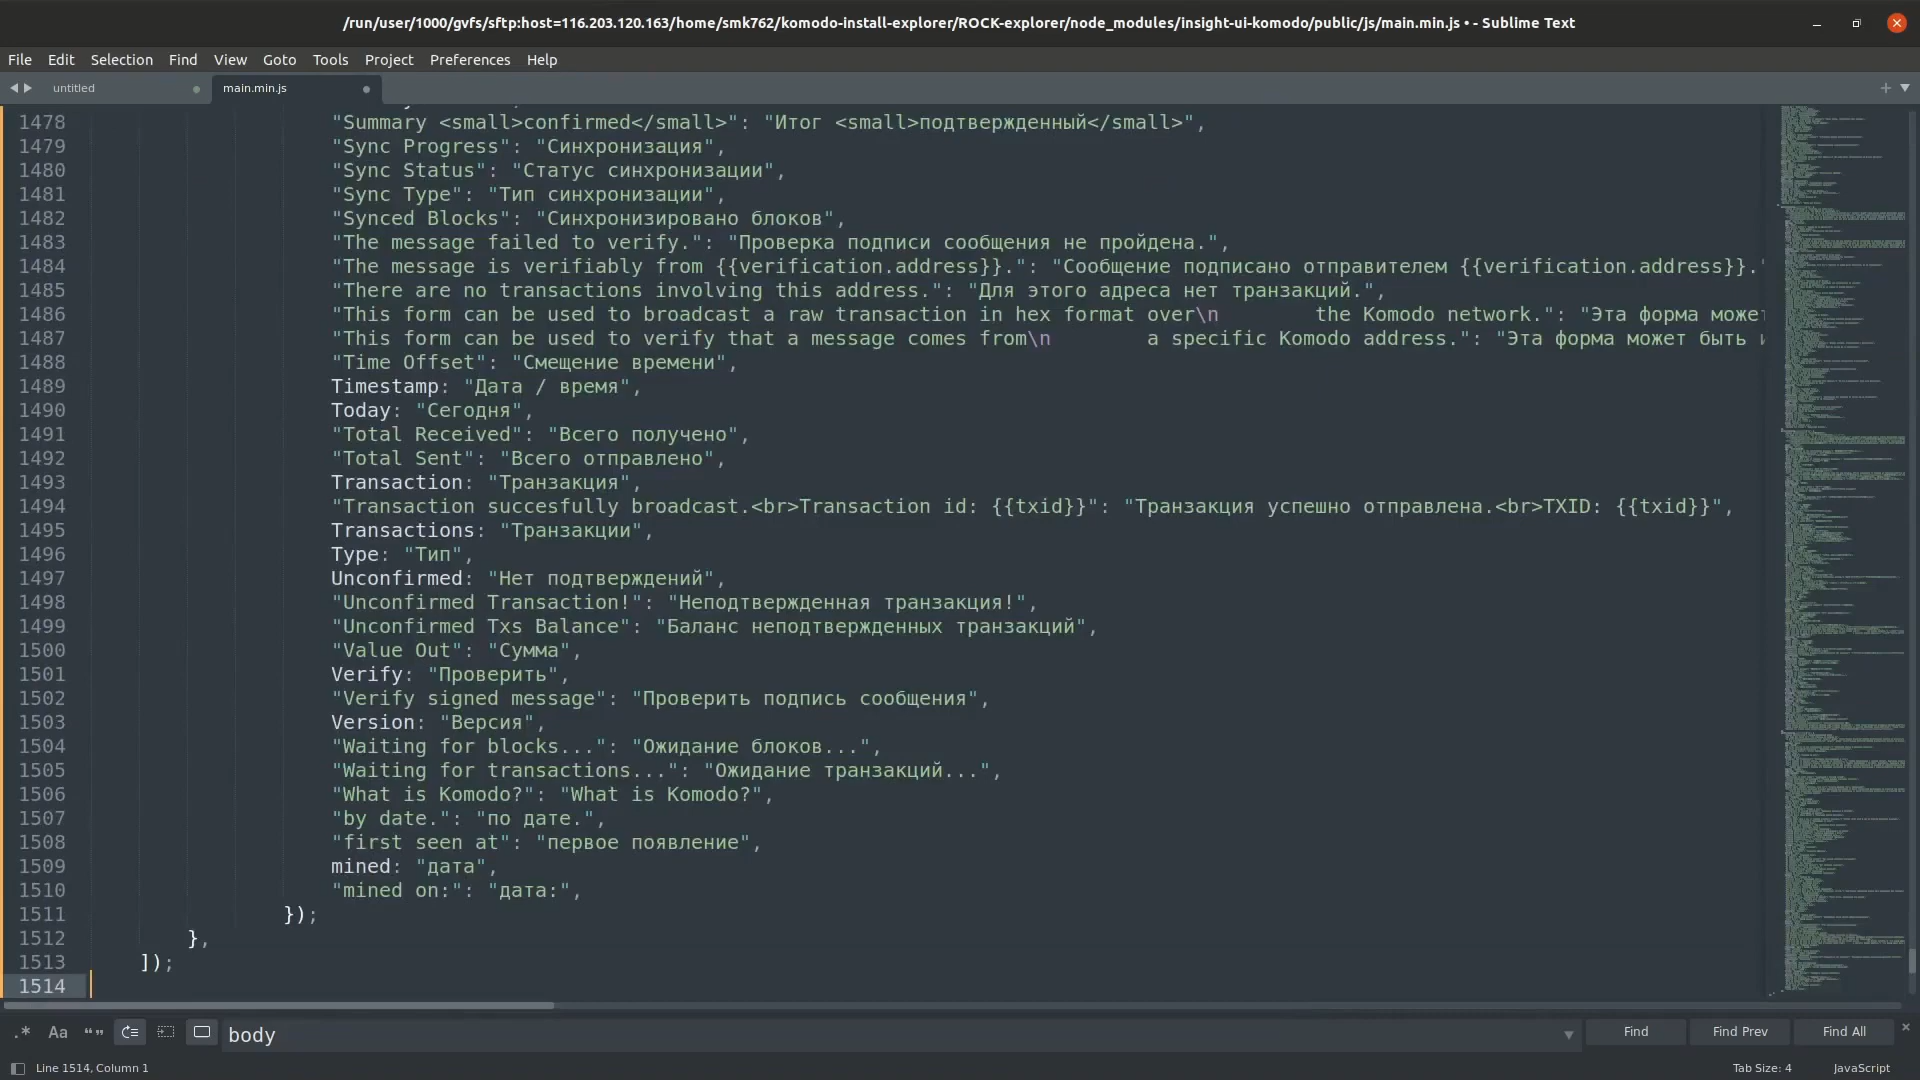 /run/user/1000/gvfs/sftp:host=116.203.120.163/home/smk762/komodo-install-explorer/ROCK-explorer/node_modules/insight-ui-komodo/public/js/main.min.js • - Sublime Text
File Edit Selection Find View Goto Tools Project Preferences Help
untitled main.min.js
1478 "Summary <small>confirmed</small>": "Итог <small>подтвержденный</small>",
1479 "Sync Progress": "Синхронизация",
1480 "Sync Status": "Статус синхронизации",
1481 "Sync Type": "Тип синхронизации",
1482 "Synced Blocks": "Синхронизировано блоков",
1483 "The message failed to verify.": "Проверка подписи сообщения не пройдена.",
1484 "The message is verifiably from {{verification.address}}.": "Сообщение подписано отправителем {{verification.address}}."
1485 "There are no transactions involving this address.": "Для этого адреса нет транзакций.",
1486 "This form can be used to broadcast a raw transaction in hex format over\n        the Komodo network.": "Эта форма может
1487 "This form can be used to verify that a message comes from\n        a specific Komodo address.": "Эта форма может быть и
1488 "Time Offset": "Смещение времени",
1489 Timestamp: "Дата / время",
1490 Today: "Сегодня",
1491 "Total Received": "Всего получено",
1492 "Total Sent": "Всего отправлено",
1493 Transaction: "Транзакция",
1494 "Transaction succesfully broadcast.<br>Transaction id: {{txid}}": "Транзакция успешно отправлена.<br>TXID: {{txid}}",
1495 Transactions: "Транзакции",
1496 Type: "Тип",
1497 Unconfirmed: "Нет подтверждений",
1498 "Unconfirmed Transaction!": "Неподтвержденная транзакция!",
1499 "Unconfirmed Txs Balance": "Баланс неподтвержденных транзакций",
1500 "Value Out": "Сумма",
1501 Verify: "Проверить",
1502 "Verify signed message": "Проверить подпись сообщения",
1503 Version: "Версия",
1504 "Waiting for blocks...": "Ожидание блоков...",
1505 "Waiting for transactions...": "Ожидание транзакций...",
1506 "What is Komodo?": "What is Komodo?",
1507 "by date.": "по дате.",
1508 "first seen at": "первое появление",
1509 mined: "дата",
1510 "mined on:": "дата:",
1511 });
1512 },
1513 ]);
1514
.* Aa “” body Find Find Prev Find All
Line 1514, Column 1 Tab Size: 4 JavaScript